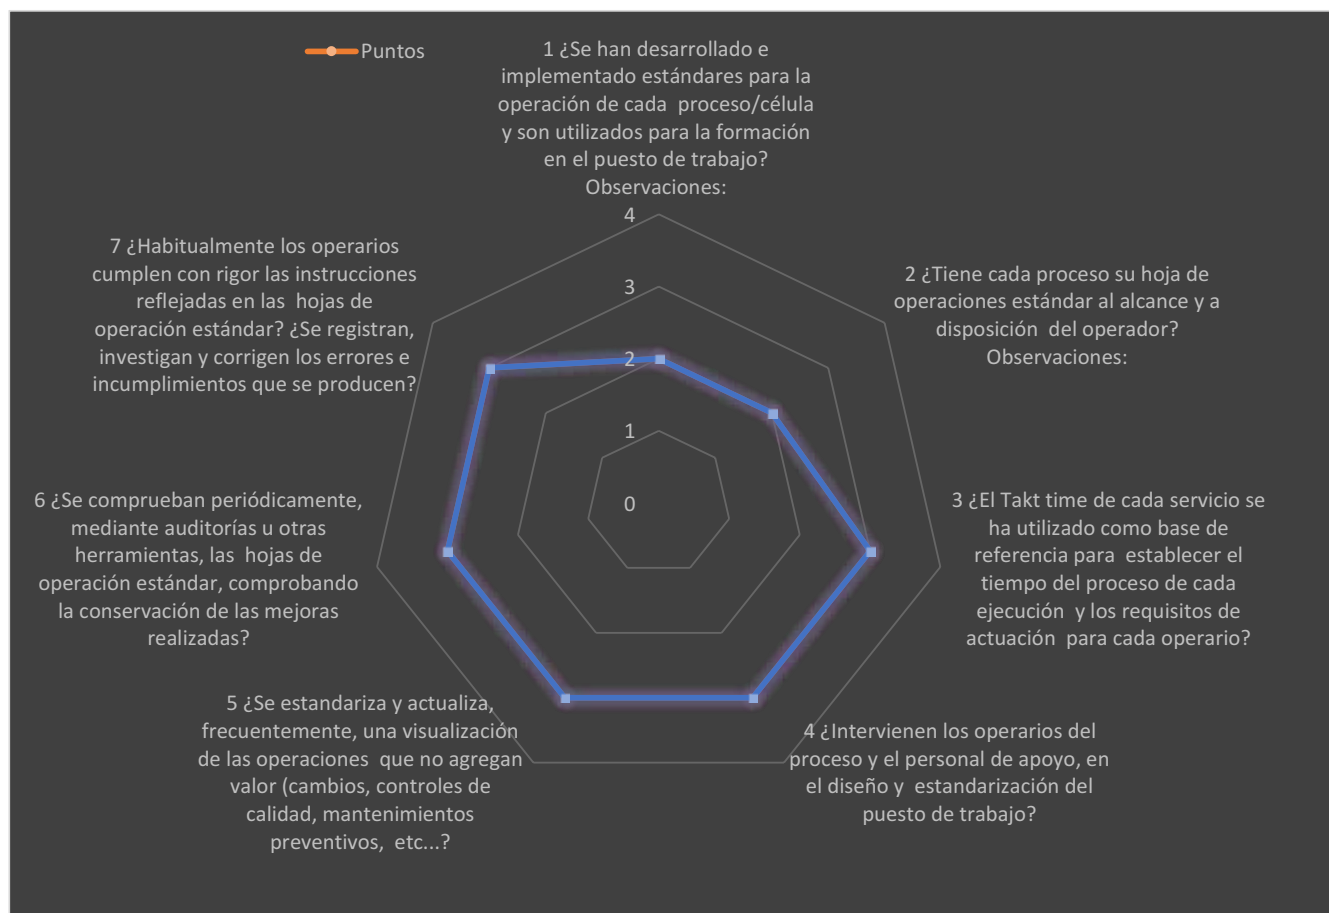 Puntos
1 ¿Se han desarrollado e
implementado estándares para la
operación de cada proceso/célula
y son utilizados para la formación
en el puesto de trabajo?
Observaciones:
2 ¿Tiene cada proceso su hoja de
operaciones estándar al alcance y a
disposición del operador?
Observaciones:
3 ¿El Takt time de cada servicio se
ha utilizado como base de
referencia para establecer el
tiempo del proceso de cada
ejecución y los requisitos de
actuación para cada operario?
4 ¿Intervienen los operarios del
proceso y el personal de apoyo, en
el diseño y estandarización del
puesto de trabajo?
5 ¿Se estandariza y actualiza,
frecuentemente, una visualización
de las operaciones que no agregan
valor (cambios, controles de
calidad, mantenimientos
preventivos, etc...?
6 ¿Se comprueban periódicamente,
mediante auditorías u otras
herramientas, las hojas de
operación estándar, comprobando
la conservación de las mejoras
realizadas?
7 ¿Habitualmente los operarios
cumplen con rigor las instrucciones
reflejadas en las hojas de
operación estándar? ¿Se registran,
investigan y corrigen los errores e
incumplimientos que se producen?
4
3
2
1
0